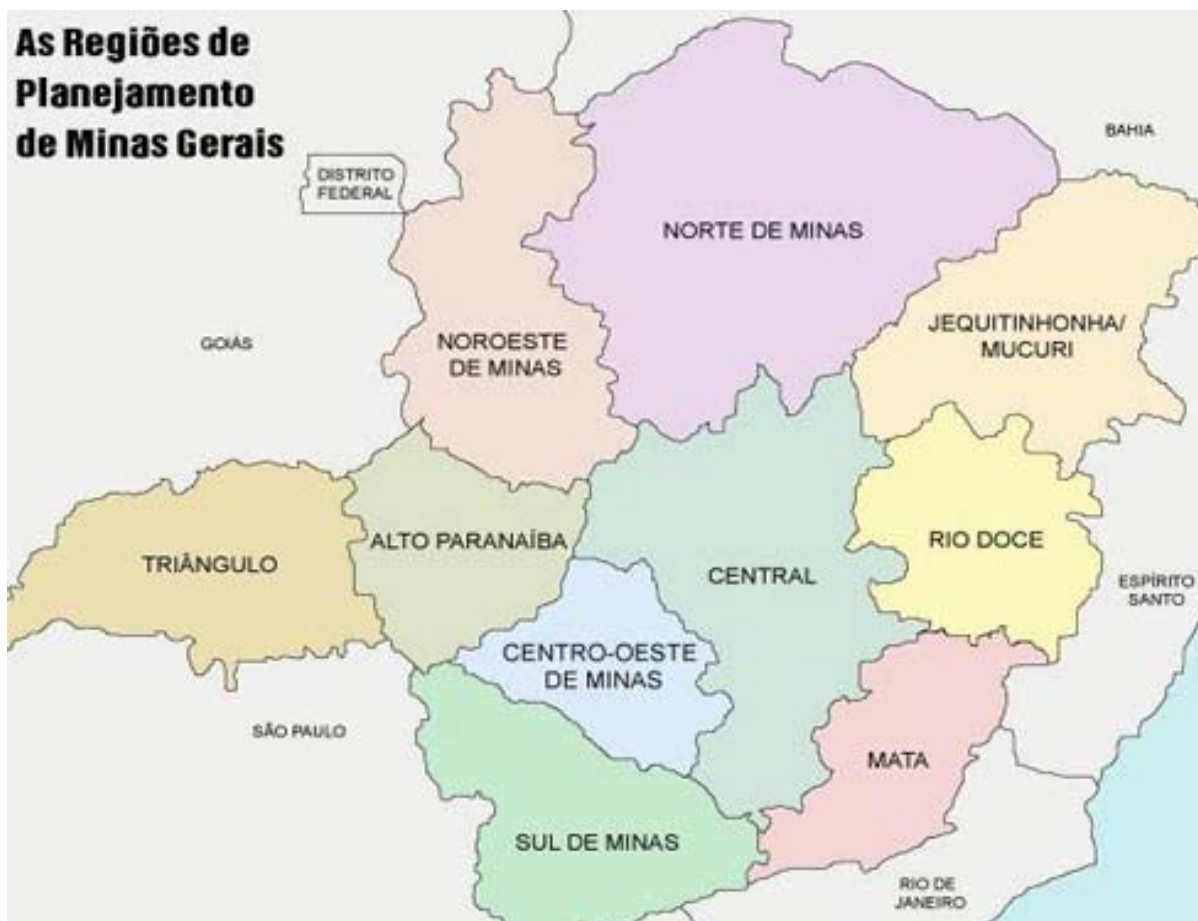 As Regiões de
Planejamento
de Minas Gerais
BAHIA
DISTRITO
FEDERAL
NORTE DE MINAS
JEQUITINHONHA/
MUCURI
GOIÁS
NOROESTE
DE MINAS
TRIÂNGULO
ALTO PARANAÍBA
CENTRAL
RIO DOCE
ESPÍRITO
SANTO
CENTRO-OESTE
DE MINAS
SÃO PAULO
MATA
SUL DE MINAS
RIO DE
JANEIRO